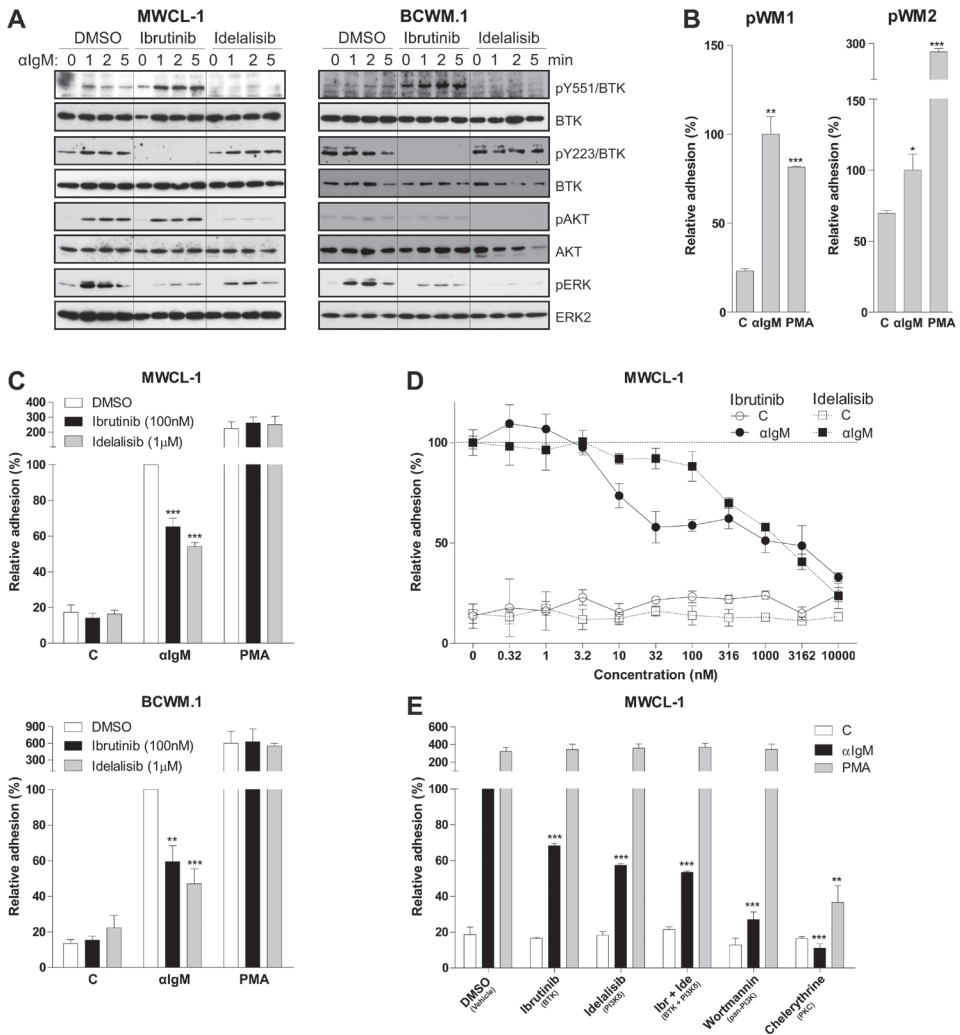 A
MWCL-1
BCWM.1
DMSO Ibrutinib Idelalisib
DMSO Ibrutinib Idelalisib
αIgM: 0 1 2 5 0 1 2 5 0 1 2 5
0 1 2 5 0 1 2 5 0 1 2 5 min
pY551/BTK
BTK
pY223/BTK
BTK
pAKT
AKT
pERK
ERK2
B
pWM1
Relative adhesion (%)
150
100
50
0
**
***
C αIgM PMA
pWM2
Relative adhesion (%)
300
100
50
0
*
***
C αIgM PMA
C
MWCL-1
DMSO
Ibrutinib (100nM)
Idelalisib (1µM)
Relative adhesion (%)
400
300
200
100
80
60
40
20
0
***
***
C αIgM PMA
BCWM.1
DMSO
Ibrutinib (100nM)
Idelalisib (1µM)
Relative adhesion (%)
900
600
300
100
80
60
40
20
0
**
***
C αIgM PMA
D
MWCL-1
Ibrutinib
C
αIgM
Idelalisib
C
αIgM
Relative adhesion (%)
100
50
0
0 0.32 1 3.2 10 32 100 316 1000 3162 10000
Concentration (nM)
E
MWCL-1
C
αIgM
PMA
Relative adhesion (%)
600
400
200
100
80
60
40
20
0
***
***
***
***
***
**
DMSO
(Vehicle)
Ibrutinib
(BTK)
Idelalisib
(PI3Kδ)
Ibr + Ide
(BTK + PI3Kδ)
Wortmannin
(pan-PI3K)
Chelerythrine
(PKC)